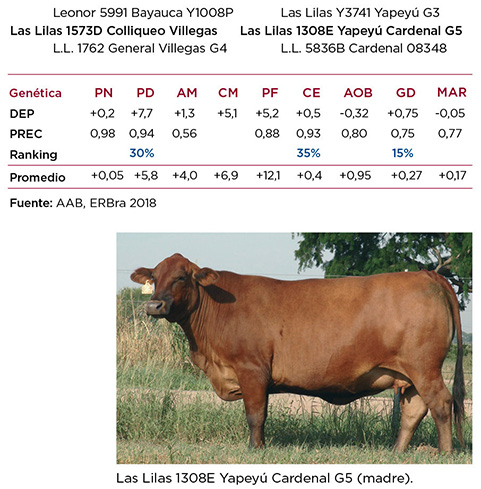 Leonor 5991 Bayauca Y1008P Las Lilas Y3741 Yapeyú G3
Las Lilas 1573D Colliqueo Villegas Las Lilas 1308E Yapeyú Cardenal G5
L.L. 1762 General Villegas G4 L.L. 5836B Cardenal 08348
Genética PN PD AM CM PF CE AOB GD MAR
DEP +0,2 +7,7 +1,3 +5,1 +5,2 +0,5 -0,32 +0,75 -0,05
PREC 0,98 0,94 0,56 0,88 0,93 0,80 0,75 0,77
Ranking 30% 35% 15%
Promedio +0,05 +5,8 +4,0 +6,9 +12,1 +0,4 +0,95 +0,27 +0,17
Fuente: AAB, ERBra 2018
Las Lilas 1308E Yapeyú Cardenal G5 (madre).